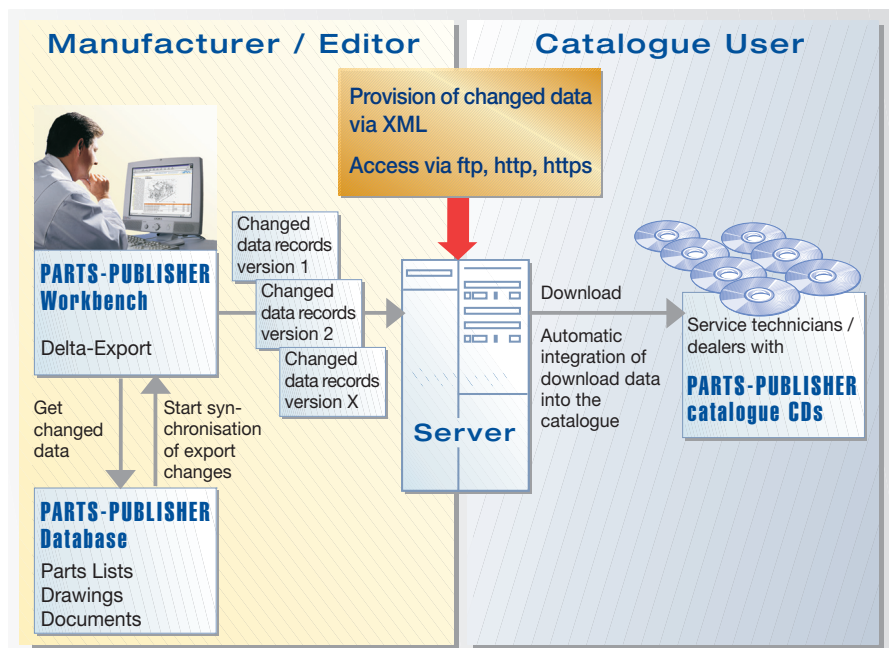 Manufacturer / Editor
Catalogue User
Provision of changed data
via XML
Access via ftp, http, https
PARTS-PUBLISHER
Workbench
Delta-Export
Changed
data records
version 1
Changed
data records
version 2
Changed
data records
version X
Get
changed
data
Start syn-
chronisation
of export
changes
PARTS-PUBLISHER
Database
Parts Lists
Drawings
Documents
Server
Download
Automatic
integration of
download data
into the
catalogue
Service technicians /
dealers with
PARTS-PUBLISHER
catalogue CDs